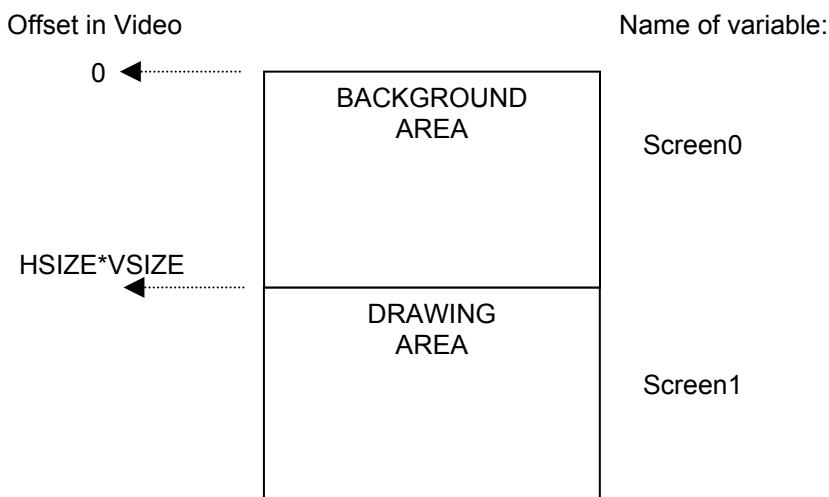 Offset in Video
Name of variable:
0
BACKGROUND
AREA
Screen0
HSIZE*VSIZE
DRAWING
AREA
Screen1